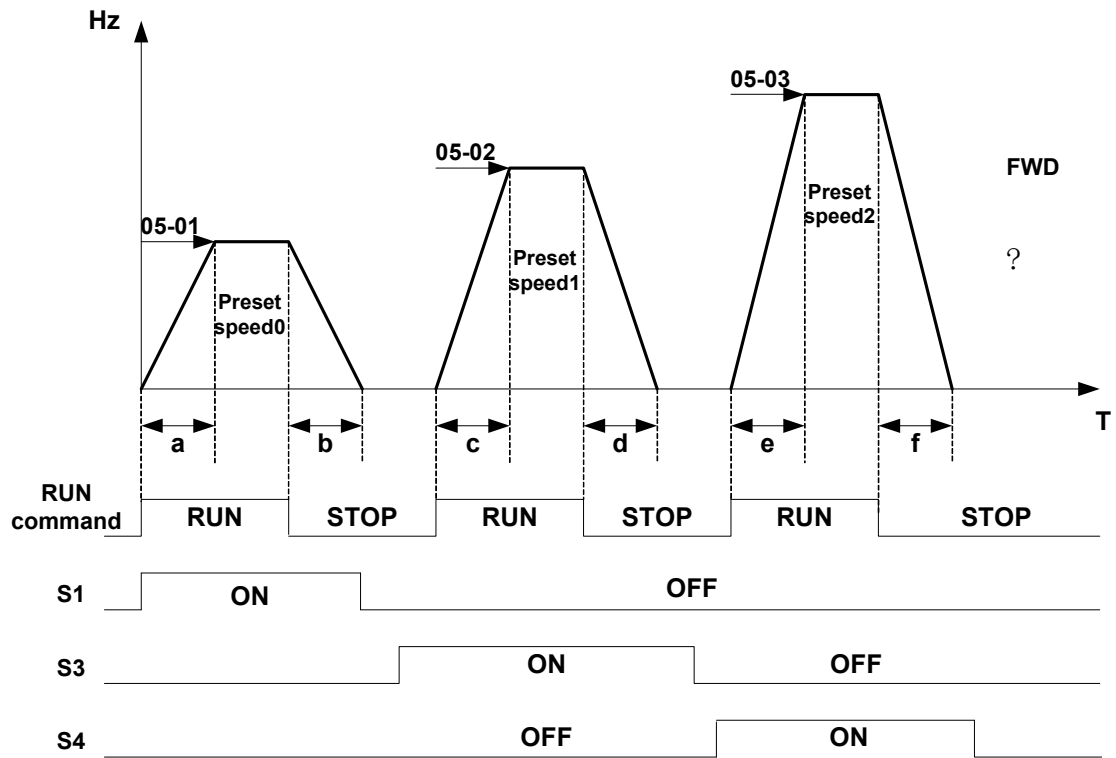 Hz
05-03
05-02
FWD
Preset
speed2
05-01
Preset
speed1
?
Preset
speed0
T
a
b
c
d
e
f
RUN
command
RUN
STOP
RUN
STOP
RUN
STOP
S1
ON
OFF
S3
ON
OFF
S4
OFF
ON